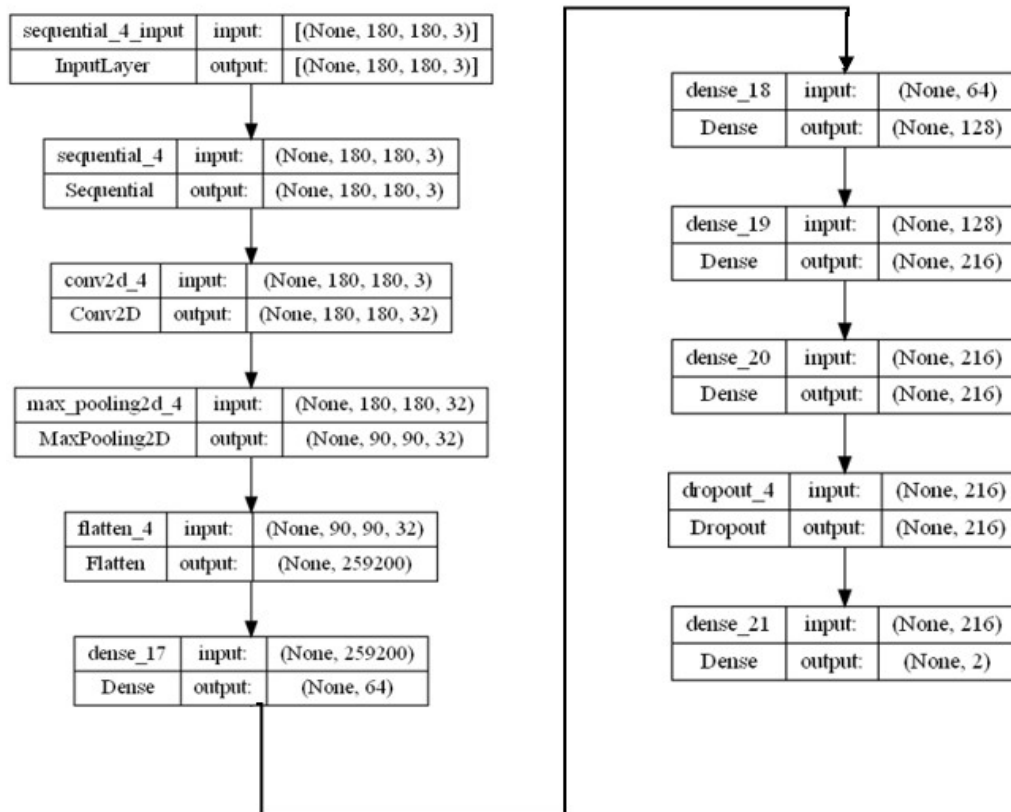 sequential_4_input input: [(None, 180, 180, 3)]
InputLayer output: [(None, 180, 180, 3)]
sequential_4 input: (None, 180, 180, 3)
Sequential output: (None, 180, 180, 3)
conv2d_4 input: (None, 180, 180, 3)
Conv2D output: (None, 180, 180, 32)
max_pooling2d_4 input: (None, 180, 180, 32)
MaxPooling2D output: (None, 90, 90, 32)
flatten_4 input: (None, 90, 90, 32)
Flatten output: (None, 259200)
dense_17 input: (None, 259200)
Dense output: (None, 64)
dense_18 input: (None, 64)
Dense output: (None, 128)
dense_19 input: (None, 128)
Dense output: (None, 216)
dense_20 input: (None, 216)
Dense output: (None, 216)
dropout_4 input: (None, 216)
Dropout output: (None, 216)
dense_21 input: (None, 216)
Dense output: (None, 2)